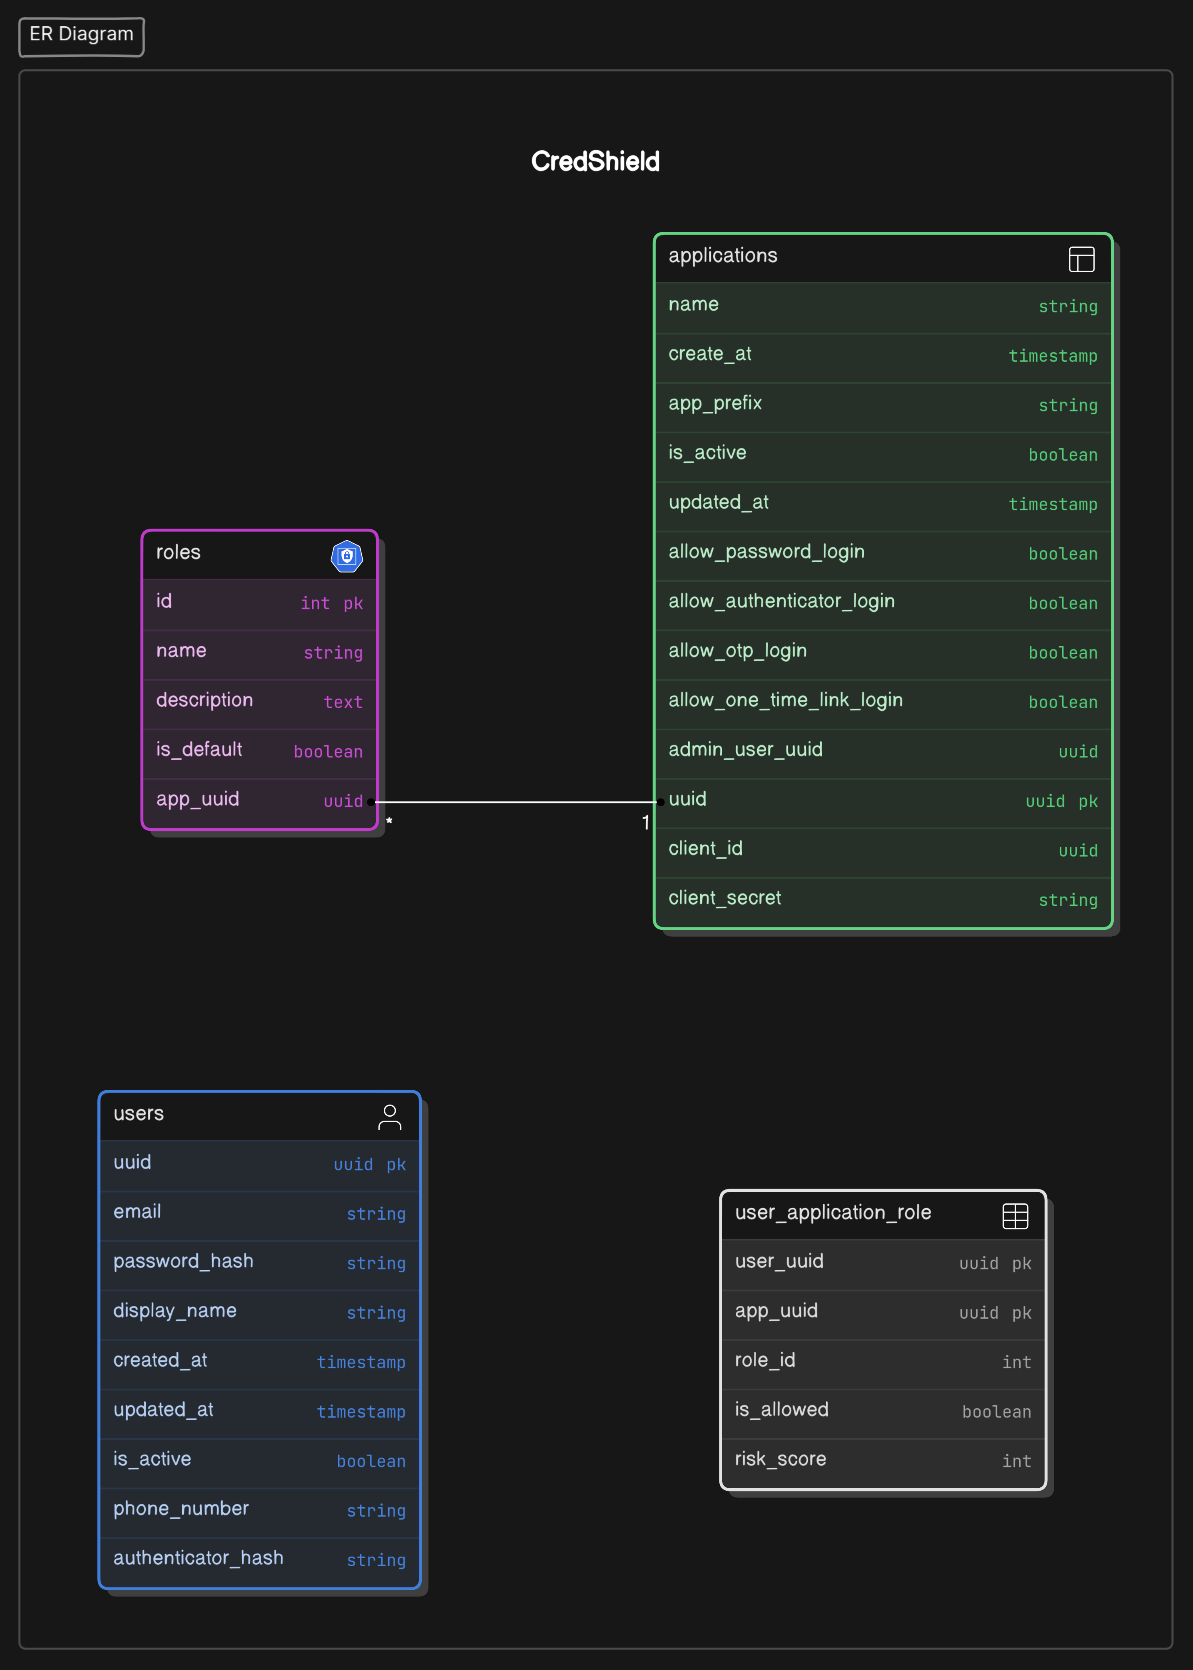 ER Diagram
CredShield
applications
name string
create_at timestamp
app_prefix string
is_active boolean
updated_at timestamp
allow_password_login boolean
allow_authenticator_login boolean
allow_otp_login boolean
allow_one_time_link_login boolean
admin_user_uuid uuid
uuid uuid pk
client_id uuid
client_secret string
roles
id int pk
name string
description text
is_default boolean
app_uuid uuid
* 1
users
uuid uuid pk
email string
password_hash string
display_name string
created_at timestamp
updated_at timestamp
is_active boolean
phone_number string
authenticator_hash string
user_application_role
user_uuid uuid pk
app_uuid uuid pk
role_id int
is_allowed boolean
risk_score int